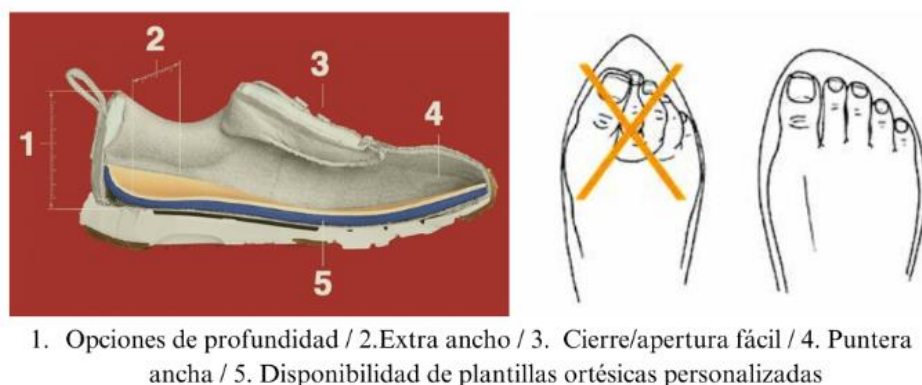 2
3
1
4
5
1. Opciones de profundidad / 2.Extra ancho / 3. Cierre/apertura fácil / 4. Puntera
ancha / 5. Disponibilidad de plantillas ortésicas personalizadas